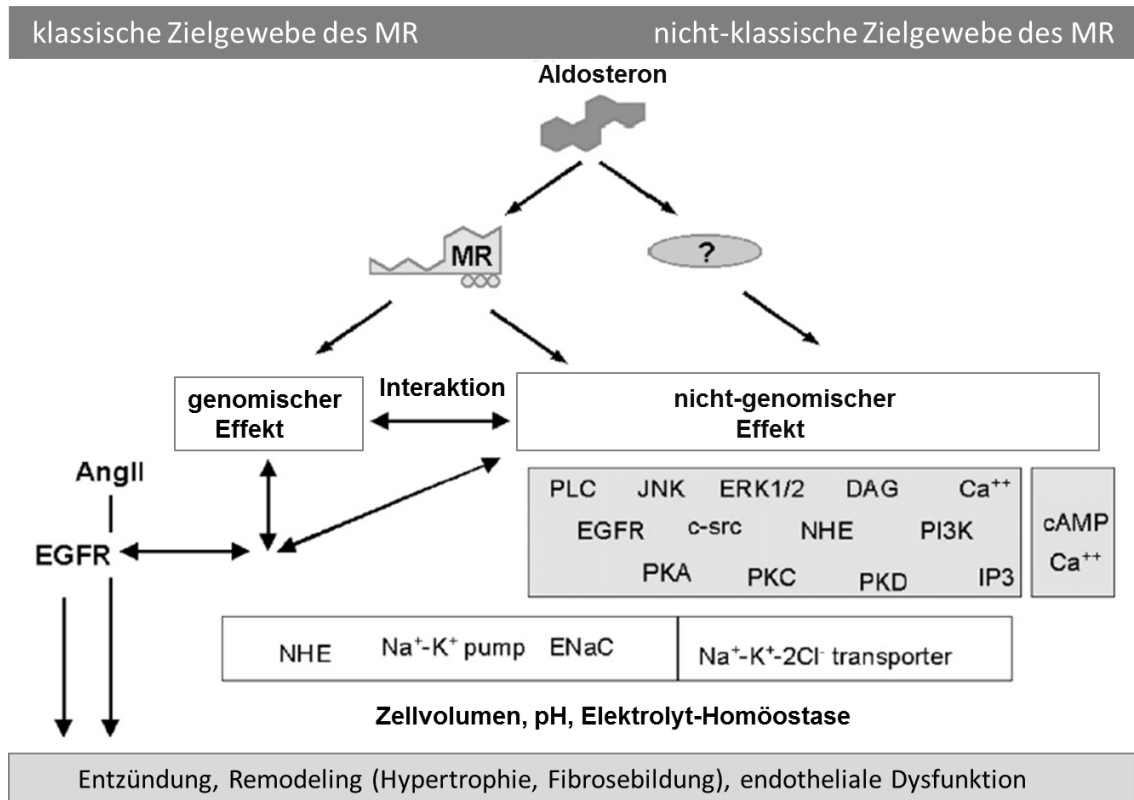 klassische Zielgewebe des MR nicht-klassische Zielgewebe des MR
Aldosteron
MR ?
genomischer
Effekt
Interaktion
nicht-genomischer
Effekt
AngII
EGFR
PLC JNK ERK1/2 DAG Ca⁺⁺
EGFR c-src NHE PI3K
PKA PKC PKD IP3
cAMP
Ca⁺⁺
NHE Na⁺-K⁺ pump ENaC Na⁺-K⁺-2Cl⁻ transporter
Zellvolumen, pH, Elektrolyt-Homöostase
Entzündung, Remodeling (Hypertrophie, Fibrosebildung), endotheliale Dysfunktion